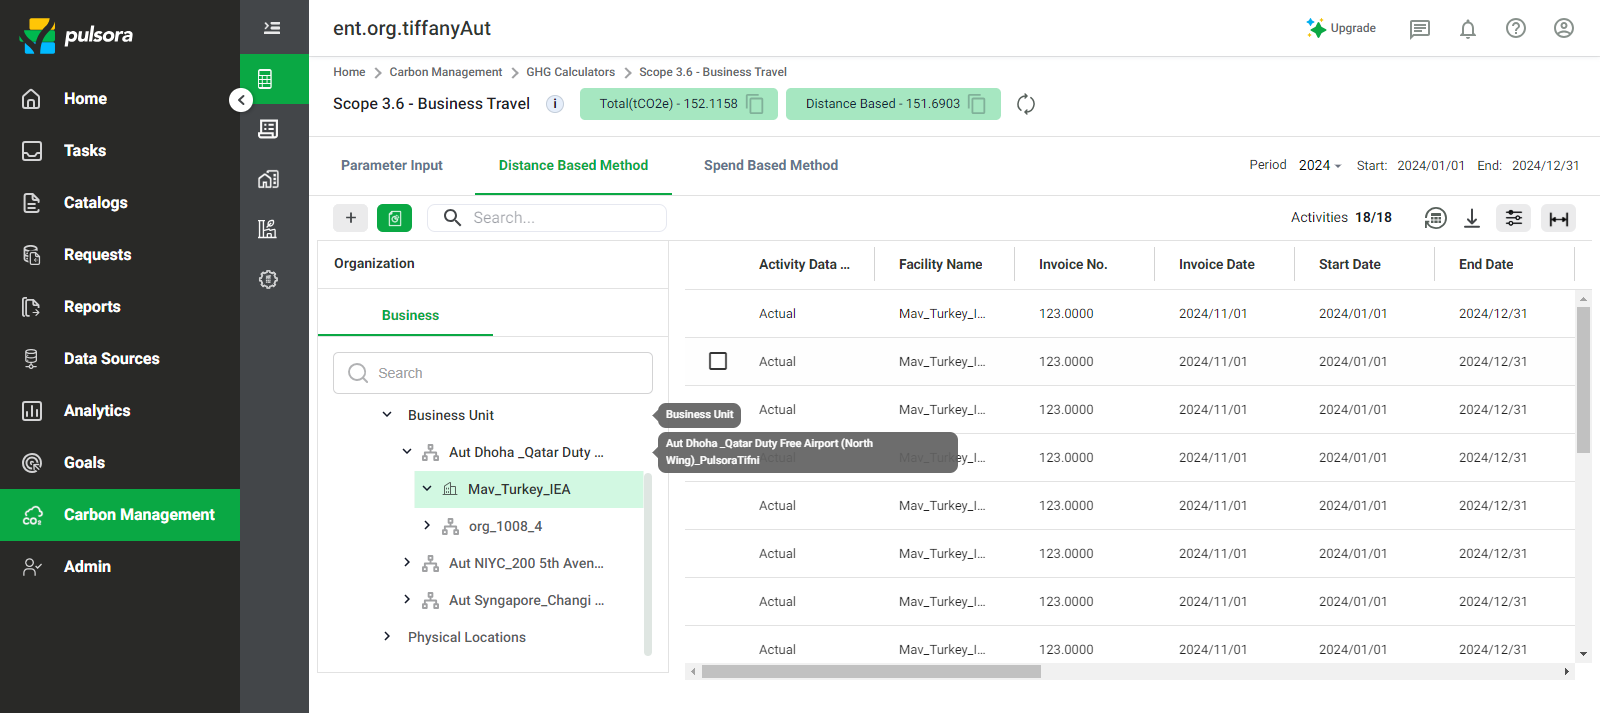 pulsora
ent.org.tiffanyAut
Upgrade
Home
Tasks
Catalogs
Requests
Reports
Data Sources
Analytics
Goals
Carbon Management
Admin
Home > Carbon Management > GHG Calculators > Scope 3.6 - Business Travel
Scope 3.6 - Business Travel
Total(tCO2e) - 152.1158
Distance Based - 151.6903
Parameter Input
Distance Based Method
Spend Based Method
Period 2024 Start: 2024/01/01 End: 2024/12/31
Search...
Activities 18/18
Organization
Business
Search
Business Unit
Aut Dhoha _Qatar Duty ...
Mav_Turkey_IEA
org_1008_4
Aut NIYC_200 5th Aven...
Aut Syngapore_Changi ...
Physical Locations
Business Unit
Aut Dhoha _Qatar Duty Free Airport (North
Wing)_PulsoraTifni
Activity Data ... Facility Name Invoice No. Invoice Date Start Date End Date
Actual Mav_Turkey_I... 123.0000 2024/11/01 2024/01/01 2024/12/31
Actual Mav_Turkey_I... 123.0000 2024/11/01 2024/01/01 2024/12/31
Actual Mav_Turkey_I... 123.0000 2024/11/01 2024/01/01 2024/12/31
Actual Mav_Turkey_I... 123.0000 2024/11/01 2024/01/01 2024/12/31
Actual Mav_Turkey_I... 123.0000 2024/11/01 2024/01/01 2024/12/31
Actual Mav_Turkey_I... 123.0000 2024/11/01 2024/01/01 2024/12/31
Actual Mav_Turkey_I... 123.0000 2024/11/01 2024/01/01 2024/12/31
Actual Mav_Turkey_I... 123.0000 2024/11/01 2024/01/01 2024/12/31